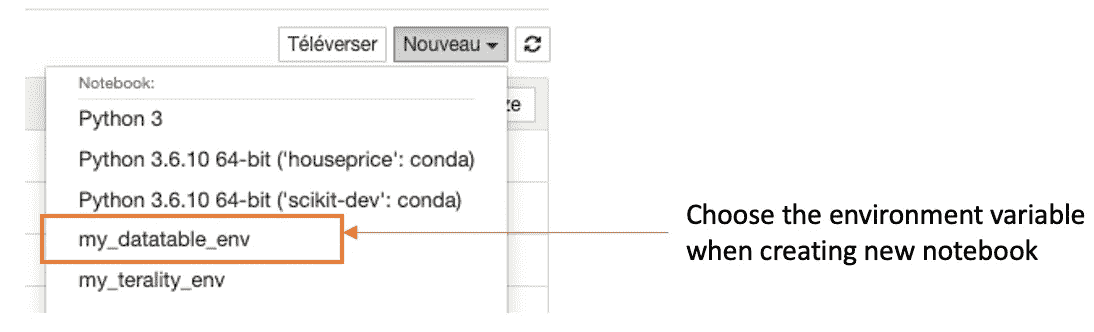 Téléverser Nouveau
Notebook:
ze
Python 3
Python 3.6.10 64-bit ('houseprice': conda)
Python 3.6.10 64-bit ('scikit-dev': conda)
my_datatable_env
my_terality_env
Choose the environment variable
when creating new notebook